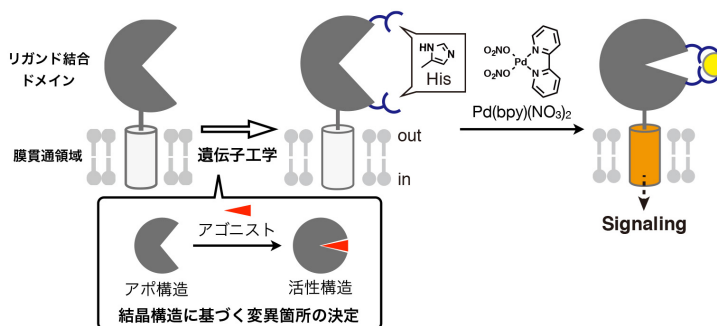 リガンド結合
ドメイン
膜貫通領域
遺伝子工学
HN
N
His
out
in
O₂NO
O₂NO
Pd
N
N
Pd(bpy)(NO₃)₂
Signaling
アゴニスト
アポ構造
活性構造
結晶構造に基づく変異箇所の決定